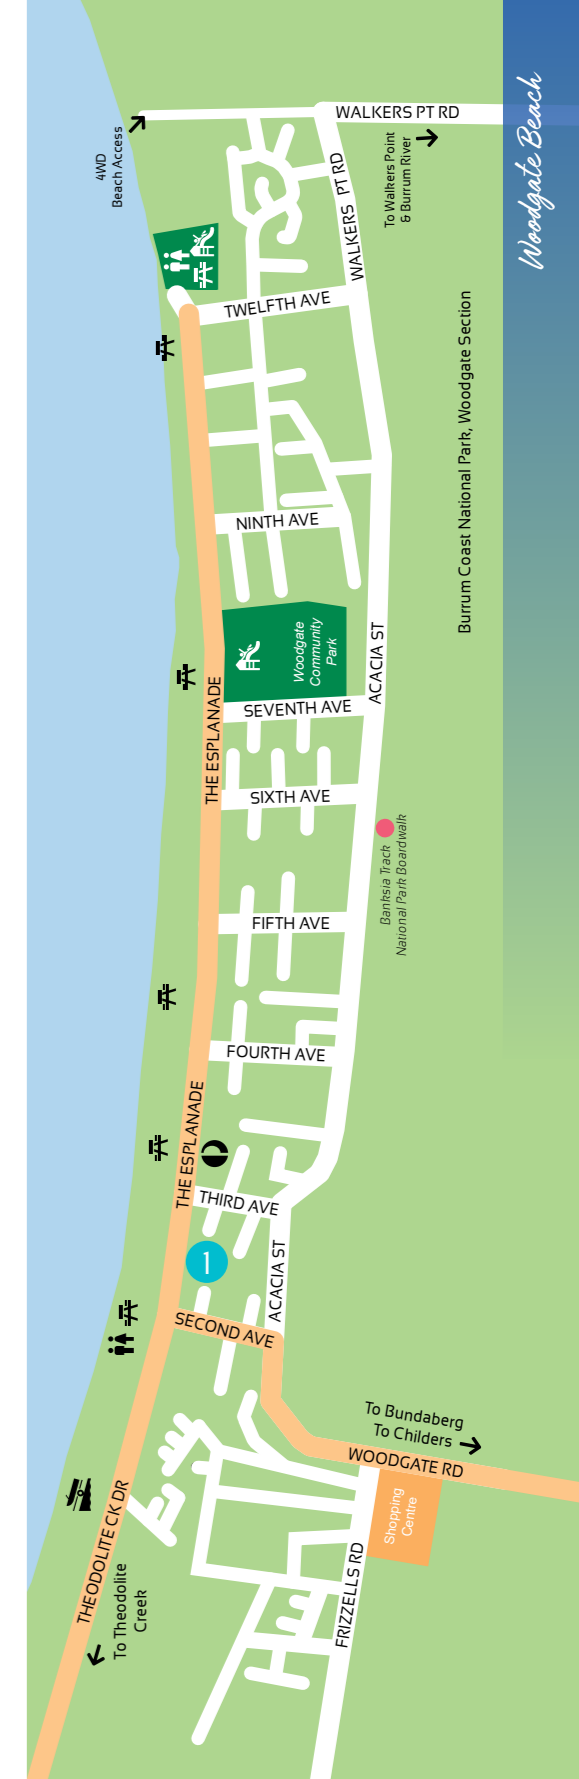 Woodgate Beach
WALKERS PT RD
4WD
Beach Access
To Walkers Point
& Burrum River
WALKERS PT RD
TWELFTH AVE
Burrum Coast National Park, Woodgate Section
NINTH AVE
Woodgate
Community
Park
ACACIA ST
THE ESPLANADE
SEVENTH AVE
SIXTH AVE
Banksia Track
National Park Boardwalk
FIFTH AVE
FOURTH AVE
THE ESPLANADE
THIRD AVE
1
ACACIA ST
SECOND AVE
To Bundaberg
To Childers
WOODGATE RD
Shopping
Centre
THEODOLITE CK DR
To Theodolite
Creek
FRIZZELLS RD